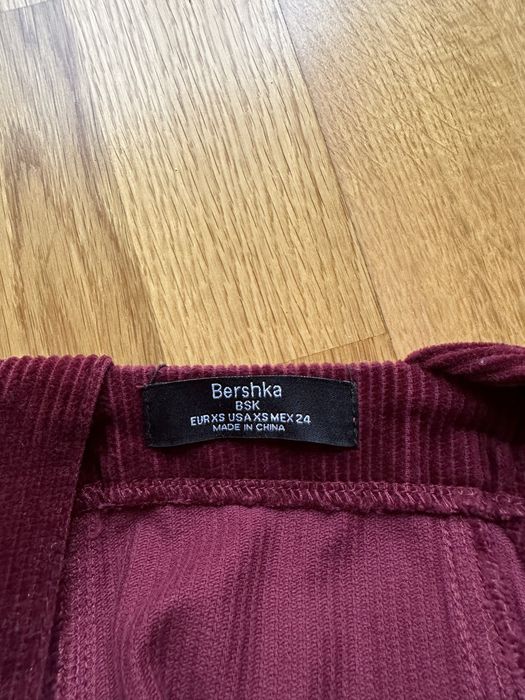 Bershka
BSK
EUR XS USA XS MEX 24
MADE IN CHINA